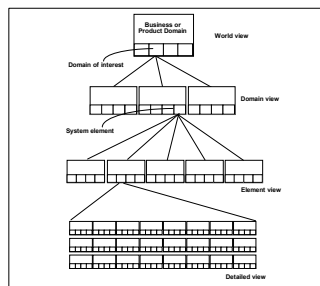 Business or
Product Domain
World view
Domain of interest
Domain view
System element
Element view
Detailed view